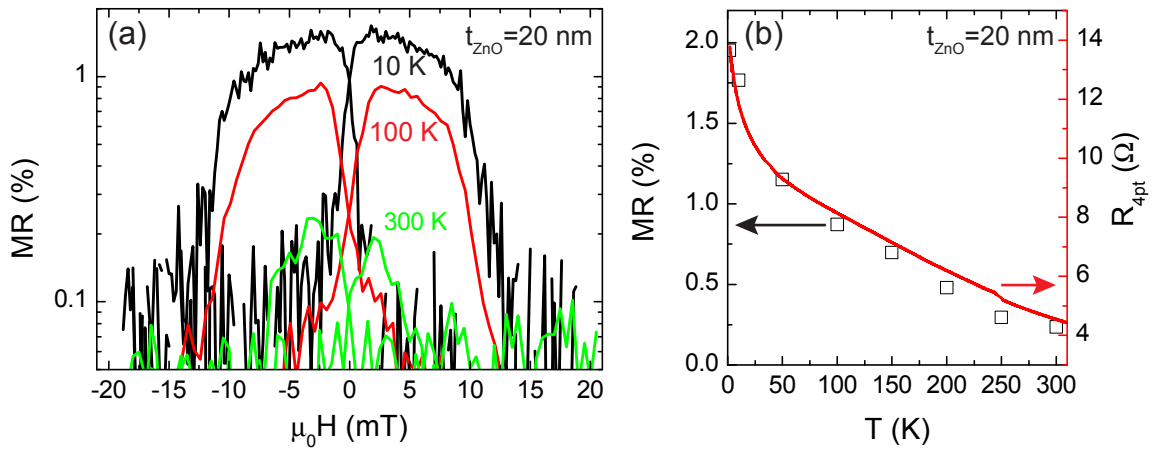 (a)
t_ZnO=20 nm
10 K
100 K
300 K
MR (%)
1
0.1
-20 -15 -10 -5 0 5 10 15 20
μ₀H (mT)
(b)
t_ZnO=20 nm
MR (%)
2.0
1.5
1.0
0.5
0.0
14
12
10
8
6
4
R_4pt (Ω)
0 50 100 150 200 250 300
T (K)